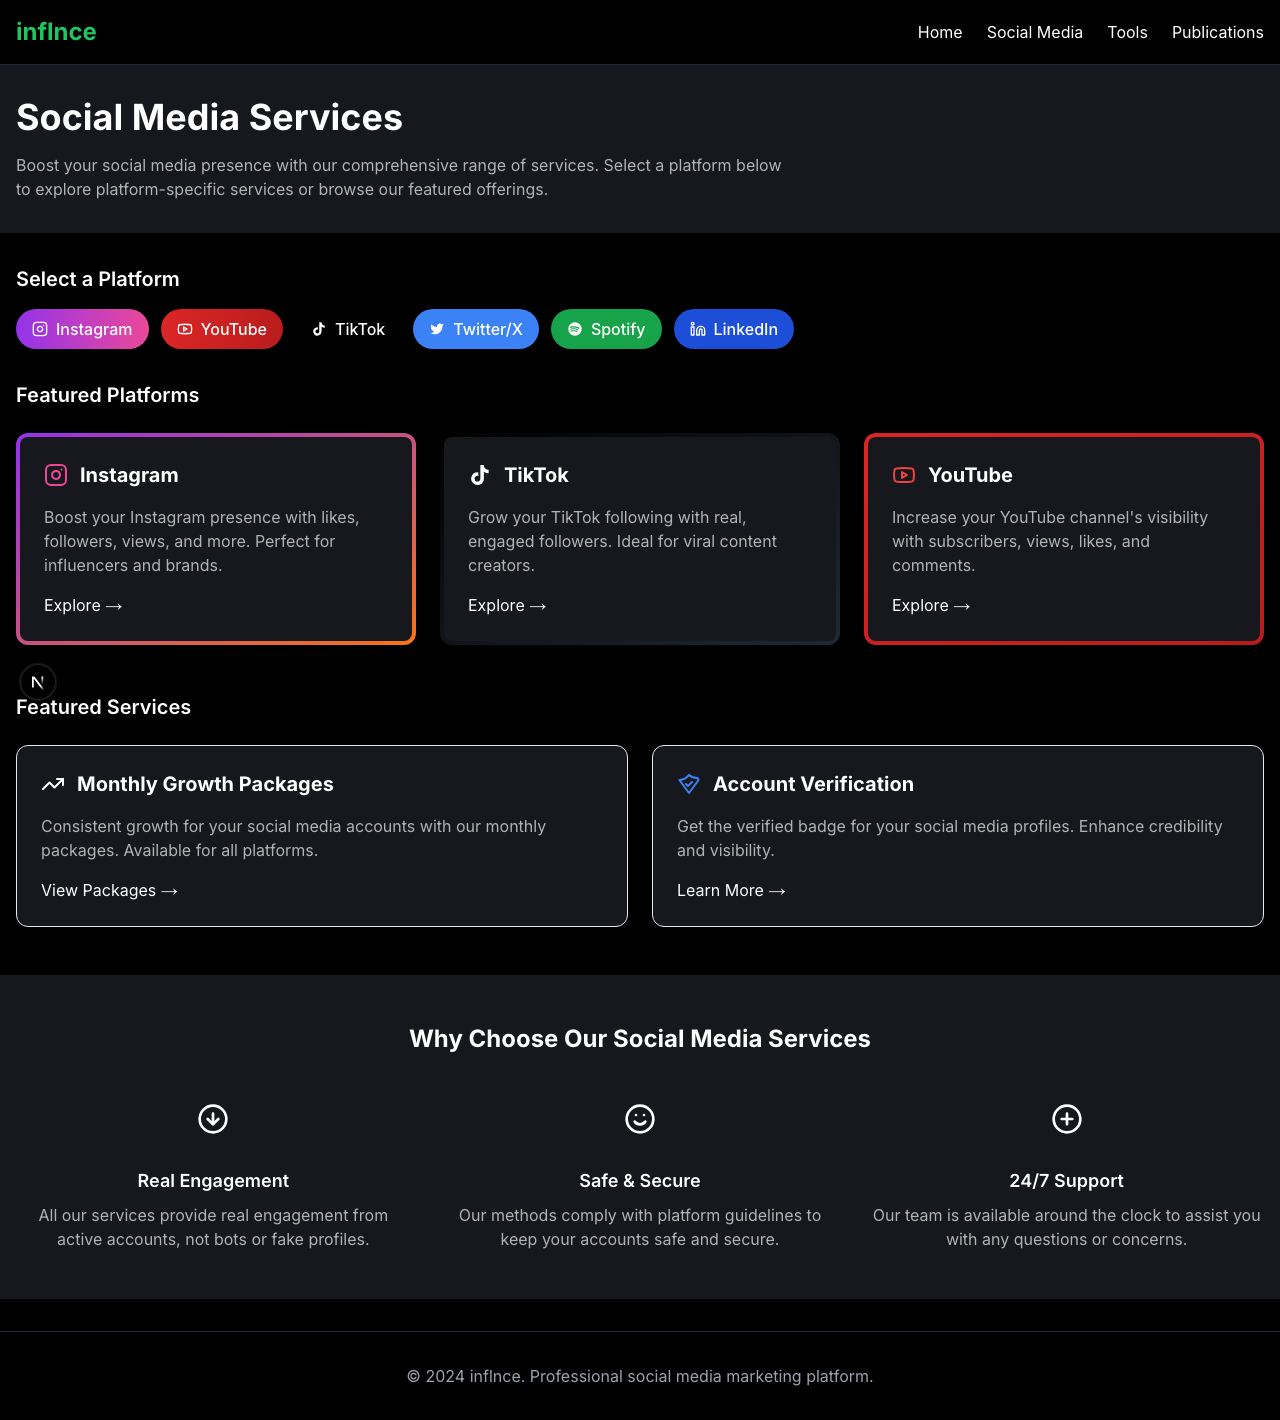 inflnce
Home Social Media Tools Publications
Social Media Services
Boost your social media presence with our comprehensive range of services. Select a platform below
to explore platform-specific services or browse our featured offerings.
Select a Platform
Instagram YouTube TikTok Twitter/X Spotify LinkedIn
Featured Platforms
Instagram
Boost your Instagram presence with likes,
followers, views, and more. Perfect for
influencers and brands.
Explore →
TikTok
Grow your TikTok following with real,
engaged followers. Ideal for viral content
creators.
Explore →
YouTube
Increase your YouTube channel's visibility
with subscribers, views, likes, and
comments.
Explore →
N
Featured Services
Monthly Growth Packages
Consistent growth for your social media accounts with our monthly
packages. Available for all platforms.
View Packages →
Account Verification
Get the verified badge for your social media profiles. Enhance credibility
and visibility.
Learn More →
Why Choose Our Social Media Services
Real Engagement
All our services provide real engagement from
active accounts, not bots or fake profiles.
Safe & Secure
Our methods comply with platform guidelines to
keep your accounts safe and secure.
24/7 Support
Our team is available around the clock to assist you
with any questions or concerns.
© 2024 inflnce. Professional social media marketing platform.